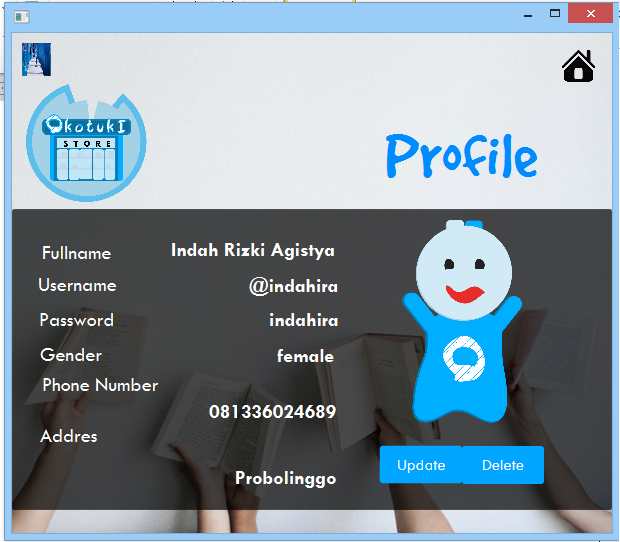 OkotukI
STORE
Profile
Fullname Indah Rizki Agistya
Username @indahira
Password indahira
Gender female
Phone Number
081336024689
Addres
Probolinggo
Update Delete